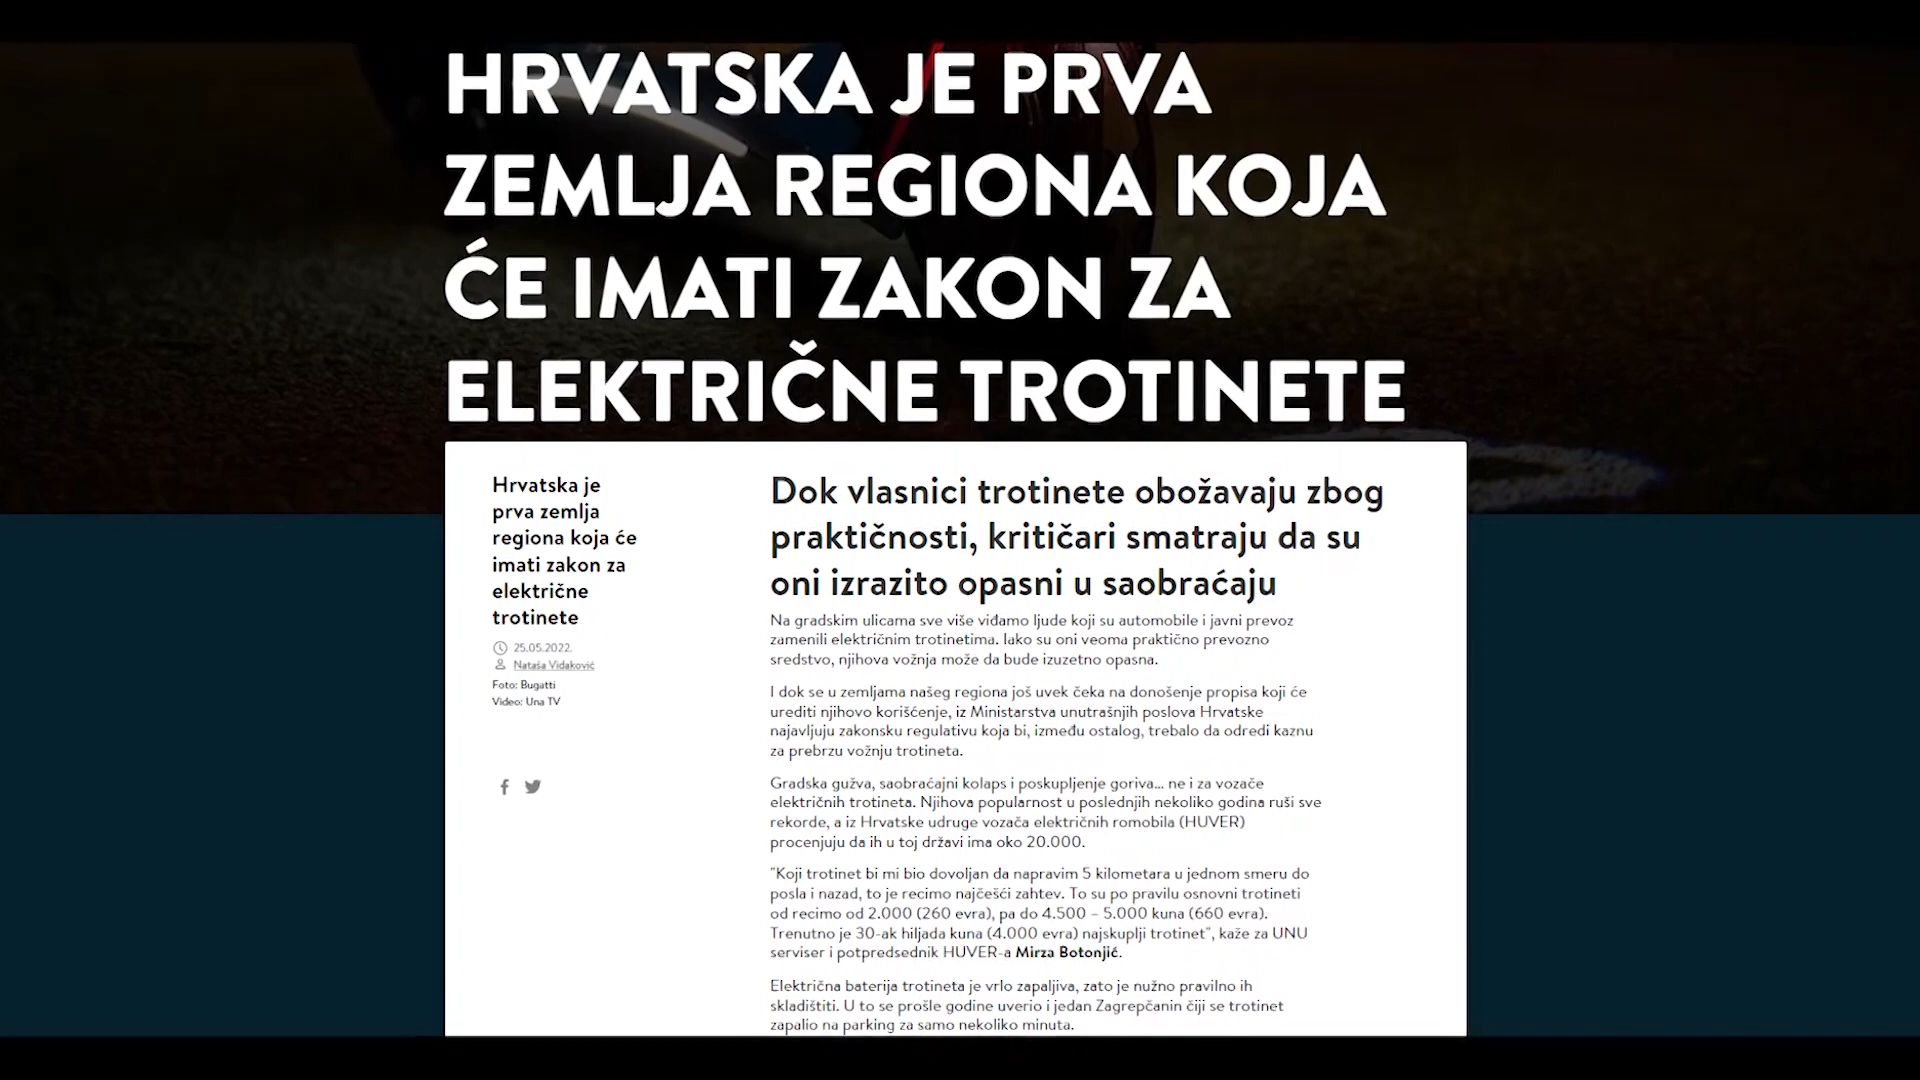 HRVATSKA JE PRVA
ZEMLJA REGIONA KOJA
ĆE IMATI ZAKON ZA
ELEKTRIČNE TROTINETE
Hrvatska je
prva zemlja
regiona koja će
imati zakon za
električne
trotinete
25.05.2022.
Nataša Vidaković
Foto: Bugatti
Video: Una TV
Dok vlasnici trotinete obožavaju zbog
praktičnosti, kritičari smatraju da su
oni izrazito opasni u saobraćaju
Na gradskim ulicama sve više viđamo ljude koji su automobile i javni prevoz
zamenili električnim trotinetima. Iako su oni veoma praktično prevozno
sredstvo, njihova vožnja može da bude izuzetno opasna.
I dok se u zemljama našeg regiona još uvek čeka na donošenje propisa koji će
urediti njihovo korišćenje, iz Ministarstva unutrašnjih poslova Hrvatske
najavljuju zakonsku regulativu koja bi, između ostalog, trebalo da odredi kaznu
za prebrzu vožnju trotineta.
Gradska gužva, saobraćajni kolaps i poskupljenje goriva... ne i za vozače
električnih trotineta. Njihova popularnost u poslednjih nekoliko godina ruši sve
rekorde, a iz Hrvatske udruge vozača električnih romobila (HUVER)
procenjuju da ih u toj državi ima oko 20.000.
"Koji trotinet bi mi bio dovoljan da napravim 5 kilometara u jednom smeru do
posla i nazad, to je recimo najčešći zahtev. To su po pravilu osnovni trotineti
od recimo od 2.000 (260 evra), pa do 4.500 – 5.000 kuna (660 evra).
Trenutno je 30-ak hiljada kuna (4.000 evra) najskuplji trotinet", kaže za UNU
serviser i potpredsednik HUVER-a Mirza Botonjić.
Električna baterija trotineta je vrlo zapaljiva, zato je nužno pravilno ih
skladištiti. U to se prošle godine uverio i jedan Zagrepčanin čiji se trotinet
zapalio na parking za samo nekoliko minuta.